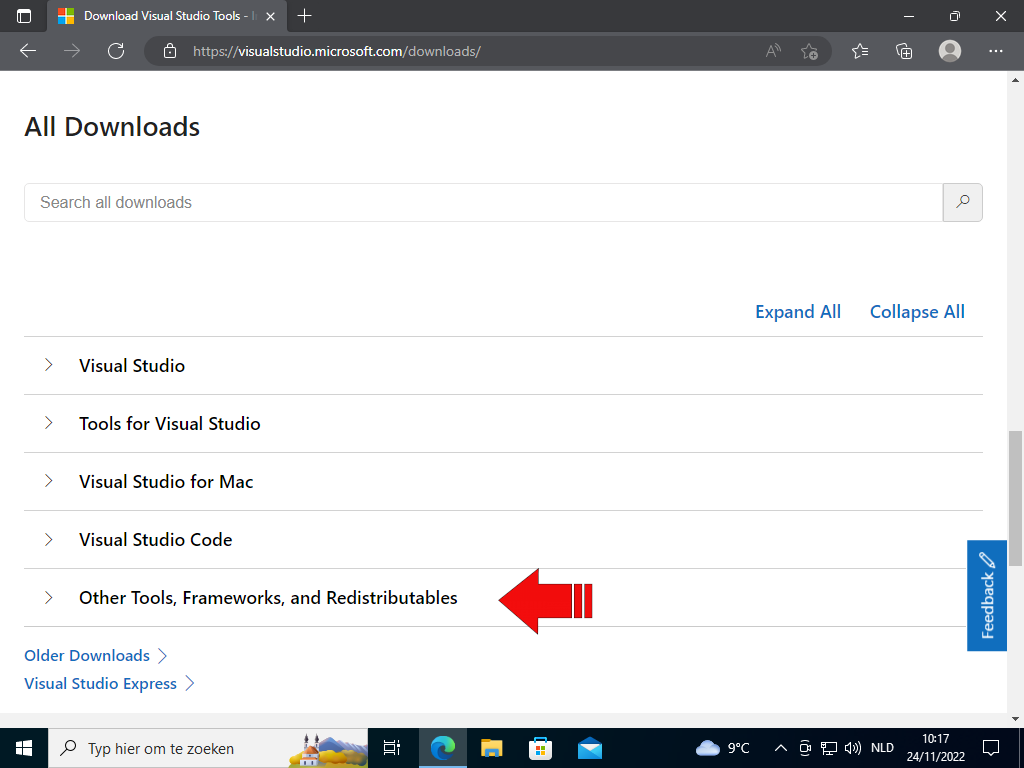 Download Visual Studio Tools - I
https://visualstudio.microsoft.com/downloads/
All Downloads
Search all downloads
Expand All Collapse All
Visual Studio
Tools for Visual Studio
Visual Studio for Mac
Visual Studio Code
Other Tools, Frameworks, and Redistributables
Feedback
Older Downloads
Visual Studio Express
Typ hier om te zoeken
9°C
NLD
10:17
24/11/2022